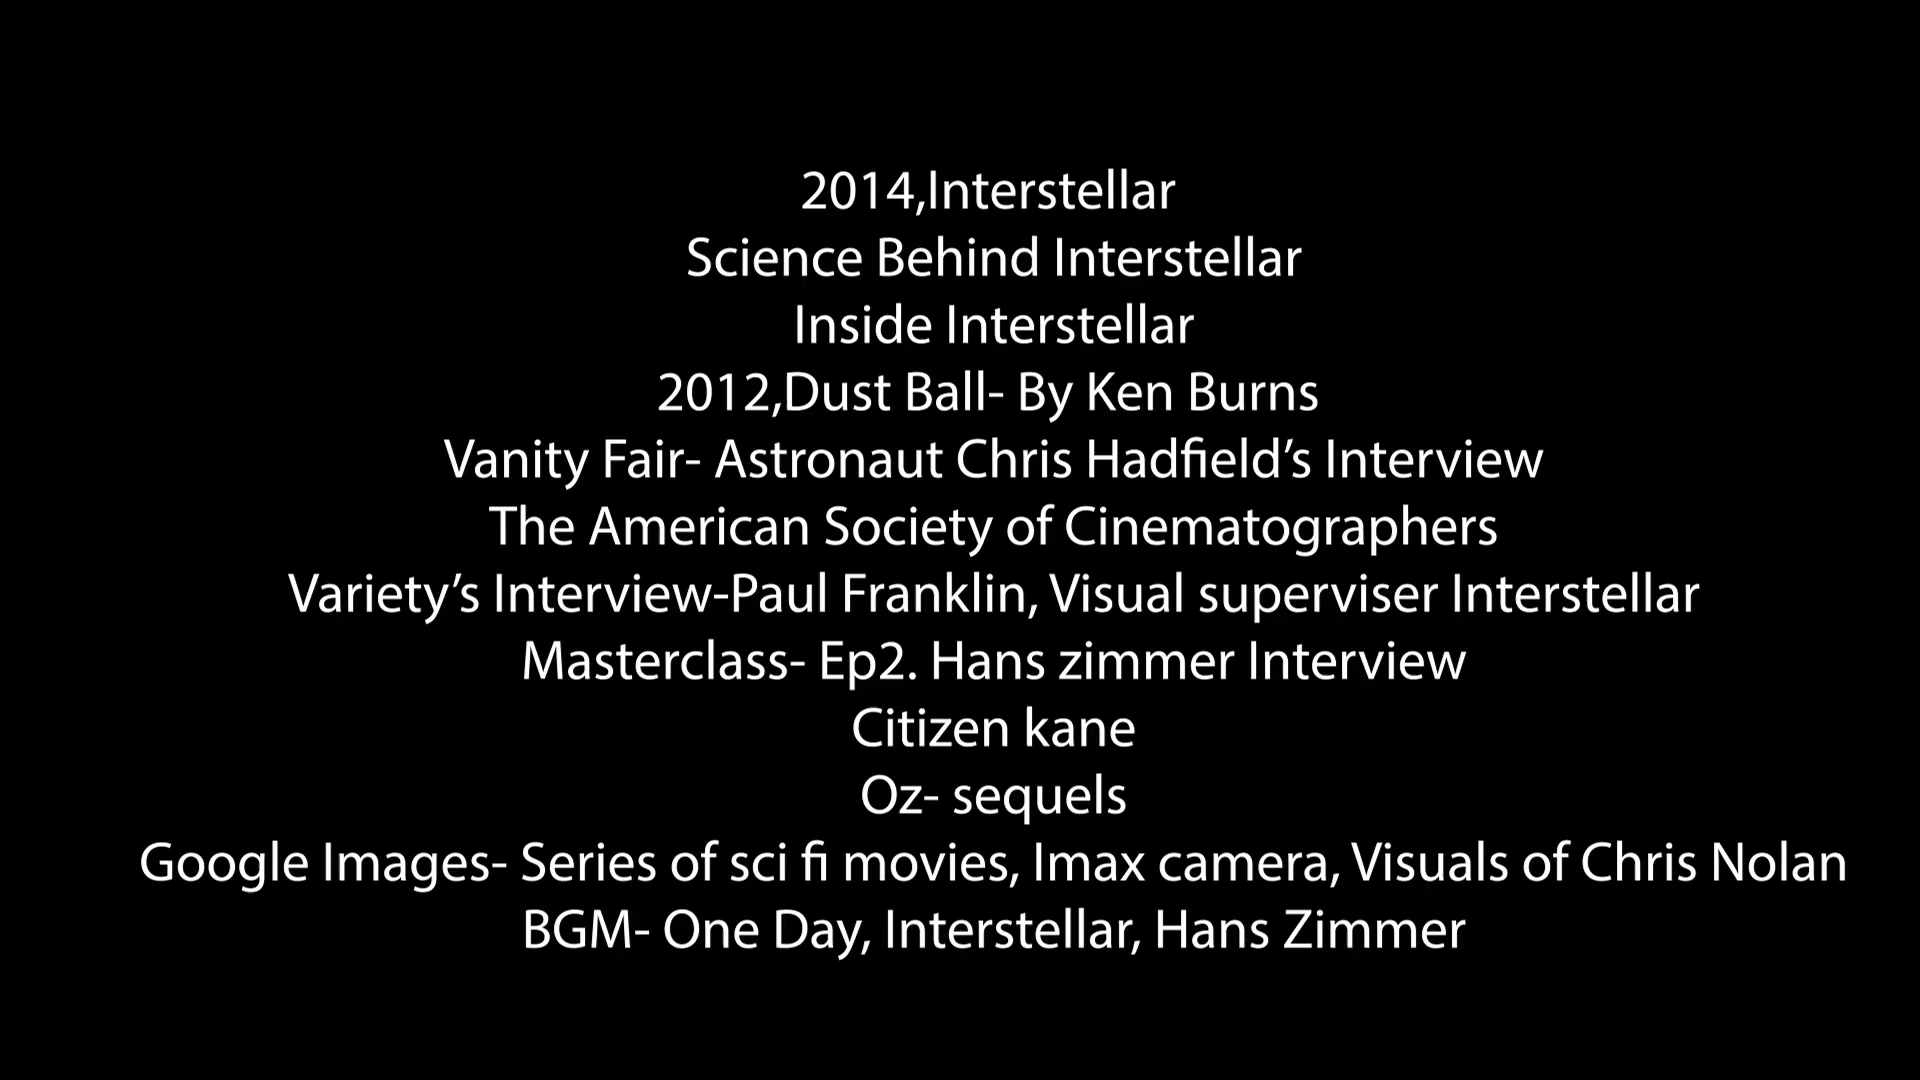 2014,Interstellar
Science Behind Interstellar
Inside Interstellar
2012,Dust Ball- By Ken Burns
Vanity Fair- Astronaut Chris Hadfield’s Interview
The American Society of Cinematographers
Variety’s Interview-Paul Franklin, Visual superviser Interstellar
Masterclass- Ep2. Hans zimmer Interview
Citizen kane
Oz- sequels
Google Images- Series of sci fi movies, Imax camera, Visuals of Chris Nolan
BGM- One Day, Interstellar, Hans Zimmer